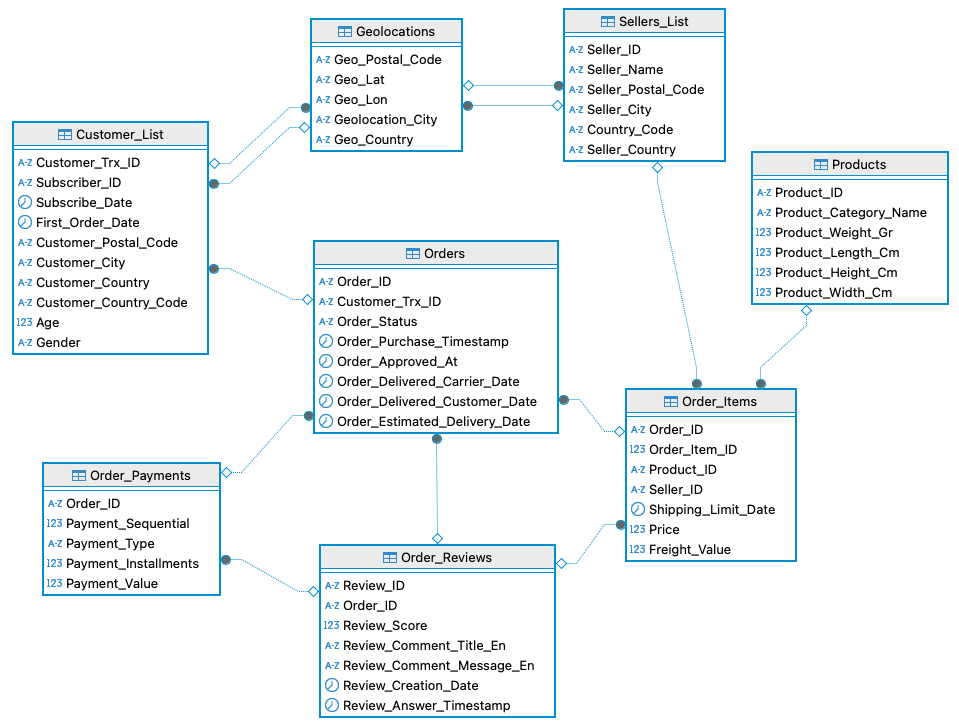 Geolocations
A-Z Geo_Postal_Code
A-Z Geo_Lat
A-Z Geo_Lon
A-Z Geolocation_City
A-Z Geo_Country
Sellers_List
A-Z Seller_ID
A-Z Seller_Name
A-Z Seller_Postal_Code
A-Z Seller_City
A-Z Country_Code
A-Z Seller_Country
Customer_List
A-Z Customer_Trx_ID
A-Z Subscriber_ID
Subscribe_Date
First_Order_Date
A-Z Customer_Postal_Code
A-Z Customer_City
A-Z Customer_Country
A-Z Customer_Country_Code
123 Age
A-Z Gender
Products
A-Z Product_ID
A-Z Product_Category_Name
123 Product_Weight_Gr
123 Product_Length_Cm
123 Product_Height_Cm
123 Product_Width_Cm
Orders
A-Z Order_ID
A-Z Customer_Trx_ID
A-Z Order_Status
Order_Purchase_Timestamp
Order_Approved_At
Order_Delivered_Carrier_Date
Order_Delivered_Customer_Date
Order_Estimated_Delivery_Date
Order_Items
A-Z Order_ID
123 Order_Item_ID
A-Z Product_ID
A-Z Seller_ID
Shipping_Limit_Date
123 Price
123 Freight_Value
Order_Payments
A-Z Order_ID
123 Payment_Sequential
A-Z Payment_Type
123 Payment_Installments
123 Payment_Value
Order_Reviews
A-Z Review_ID
A-Z Order_ID
123 Review_Score
A-Z Review_Comment_Title_En
A-Z Review_Comment_Message_En
Review_Creation_Date
Review_Answer_Timestamp